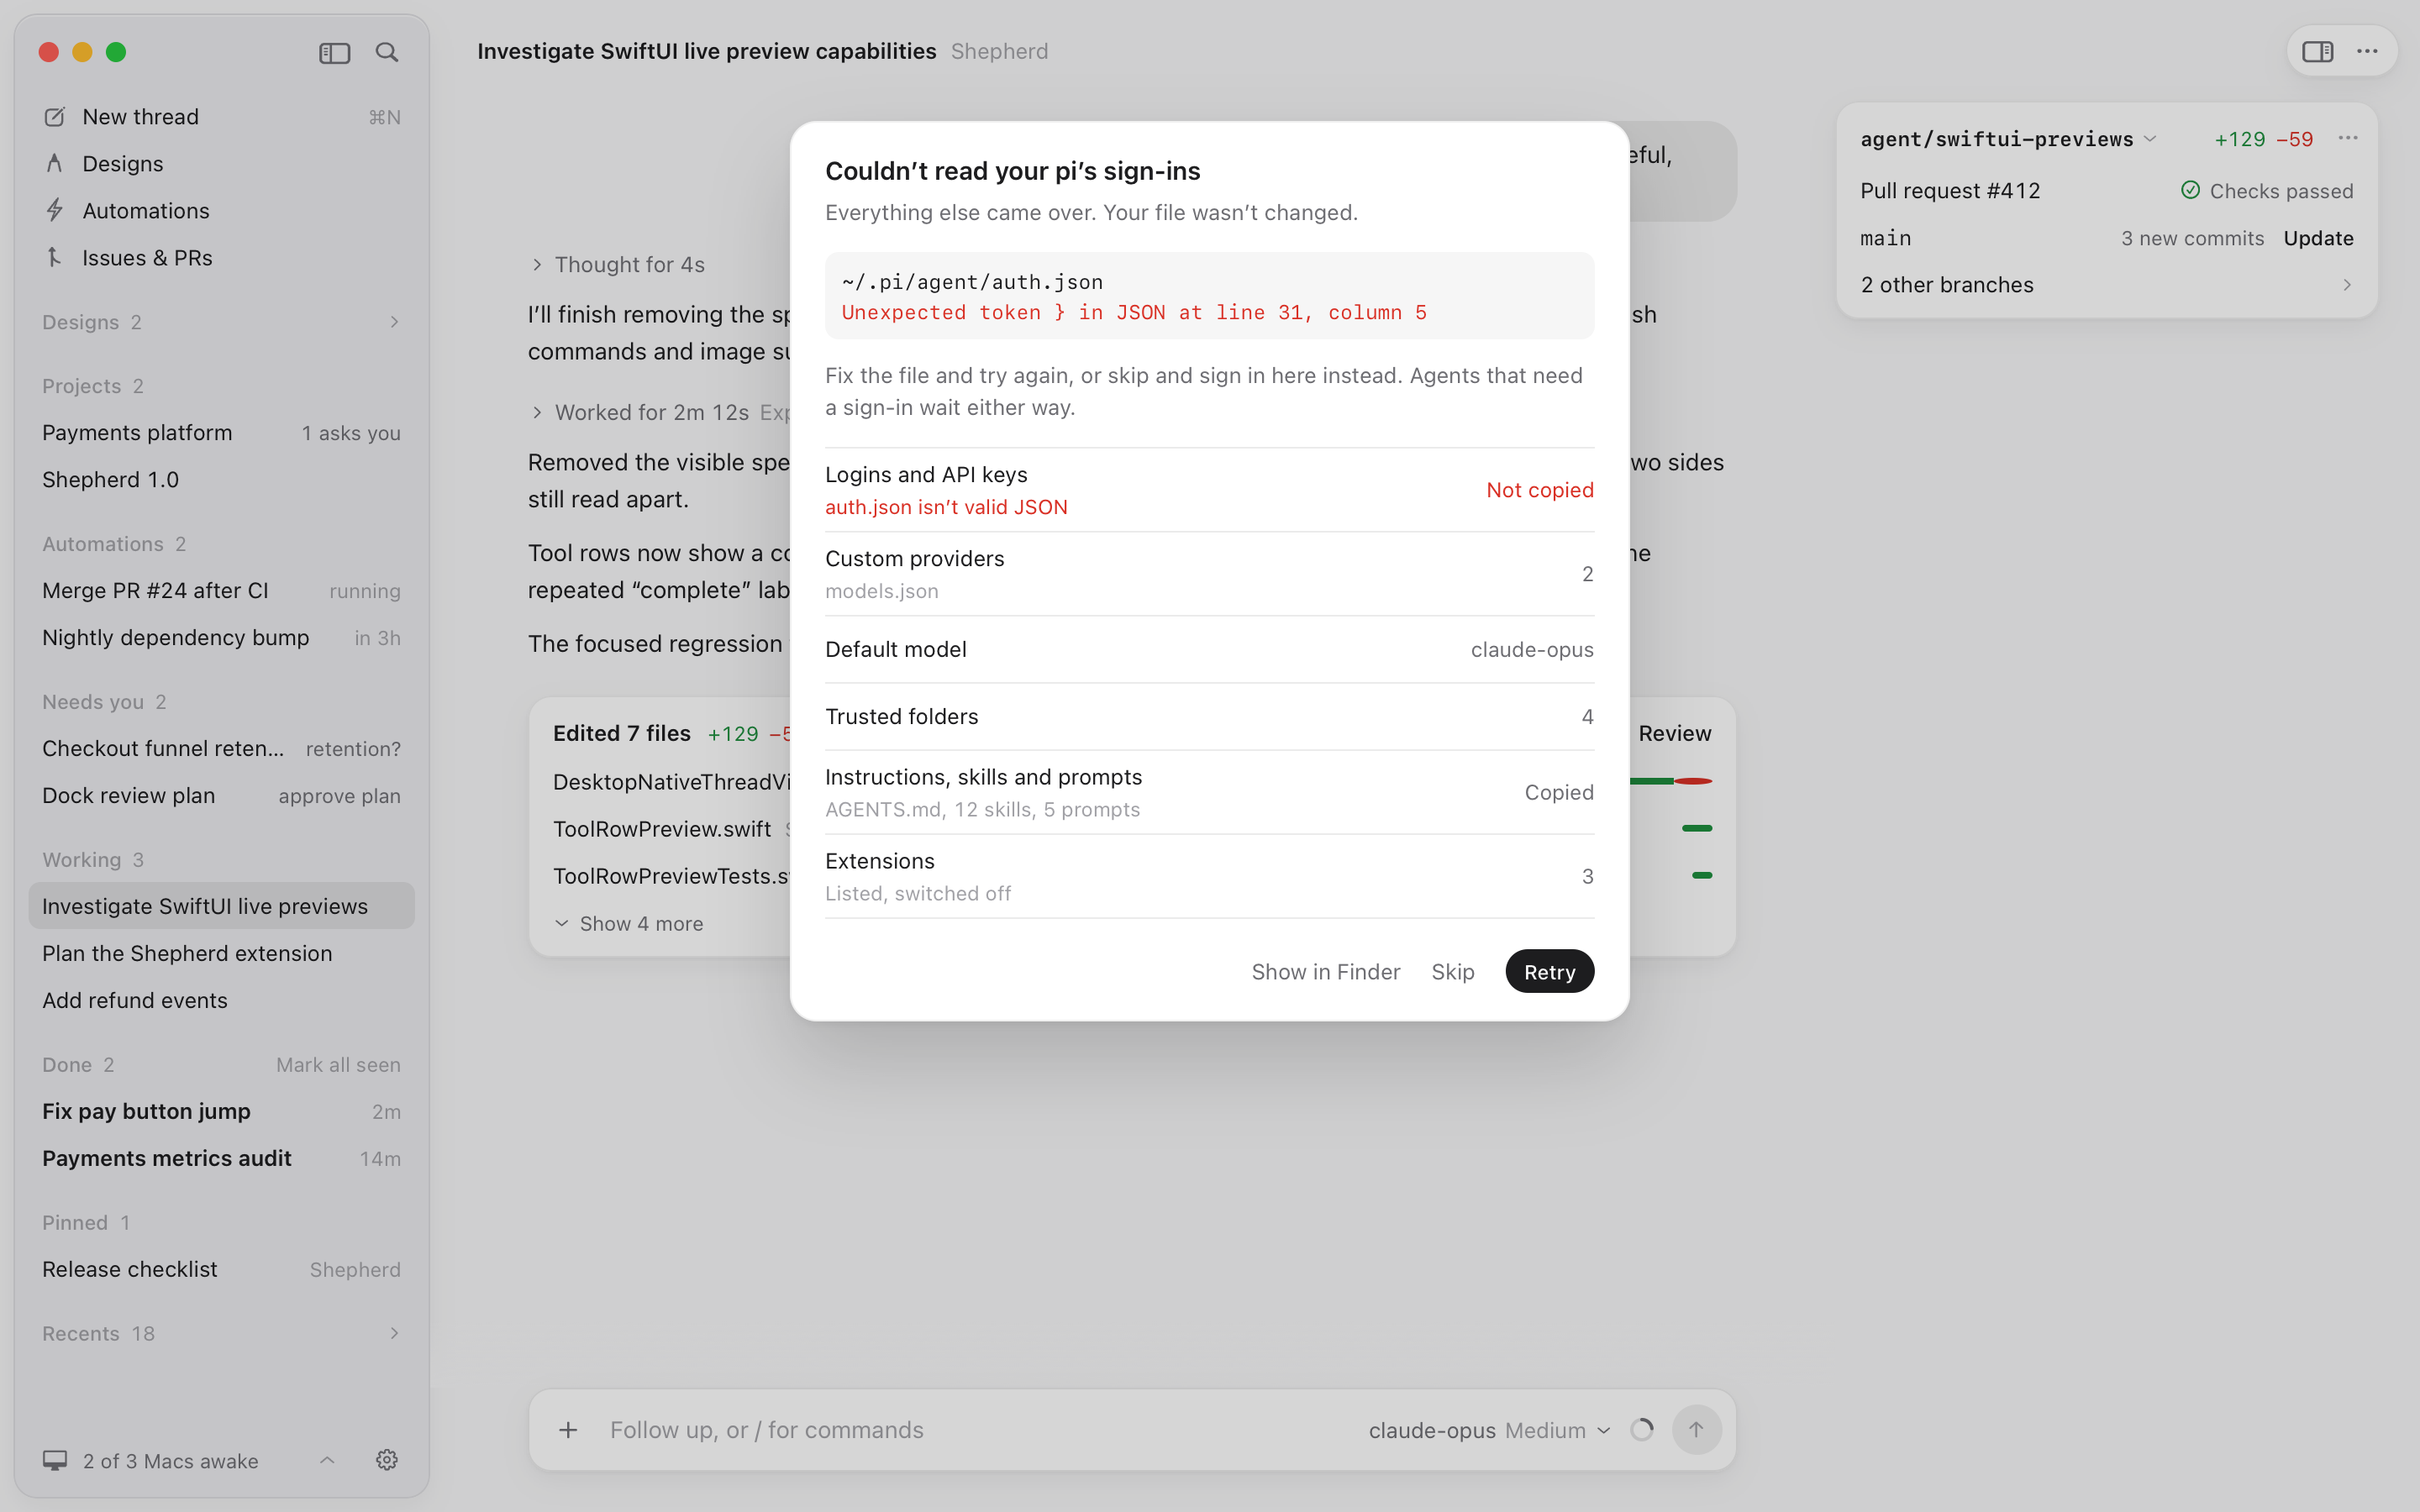 New thread ⌘N
Designs
Automations
Issues & PRs
Designs 2
Projects 2
Payments platform 1 asks you
Shepherd 1.0
Automations 2
Merge PR #24 after CI running
Nightly dependency bump in 3h
Needs you 2
Checkout funnel reten... retention?
Dock review plan approve plan
Working 3
Investigate SwiftUI live previews
Plan the Shepherd extension
Add refund events
Done 2 Mark all seen
Fix pay button jump 2m
Payments metrics audit 14m
Pinned 1
Release checklist Shepherd
Recents 18
2 of 3 Macs awake
Investigate SwiftUI live preview capabilities Shepherd
Thought for 4s
I’ll finish removing the
commands and image
Worked for 2m 12s
Removed the visible
two sides
still read apart.
Tool rows now show a
repeated “complete”
The focused regression
Edited 7 files +129
Review
ToolRowPreview.swift
Show 4 more
Couldn’t read your pi’s sign-ins
Everything else came over. Your file wasn’t changed.
~/.pi/agent/auth.json
Unexpected token } in JSON at line 31, column 5
Fix the file and try again, or skip and sign in here instead. Agents that need
a sign-in wait either way.
Logins and API keys
auth.json isn’t valid JSON
Not copied
Custom providers
models.json
2
Default model claude-opus
Trusted folders 4
Instructions, skills and prompts
AGENTS.md, 12 skills, 5 prompts
Copied
Extensions
Listed, switched off
3
Show in Finder Skip Retry
Follow up, or / for commands
claude-opus Medium
agent/swiftui-previews +129 −59
Pull request #412 Checks passed
main 3 new commits Update
2 other branches